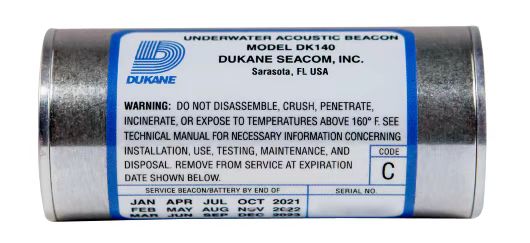 UNDERWATER ACOUSTIC BEACON
MODEL DK140
DUKANE SEACOM, INC.
Sarasota, FL USA
DUKANE
WARNING: DO NOT DISASSEMBLE, CRUSH, PENETRATE,
INCINERATE, OR EXPOSE TO TEMPERATURES ABOVE 160° F. SEE
TECHNICAL MANUAL FOR NECESSARY INFORMATION CONCERNING
INSTALLATION, USE, TESTING, MAINTENANCE, AND
DISPOSAL. REMOVE FROM SERVICE AT EXPIRATION
DATE SHOWN BELOW.
CODE
C
SERVICE BEACON/BATTERY BY END OF
SERIAL NO.
JAN APR JUL OCT 2021
FEB MAY AUG NOV 2022
MAR JUN SEP DEC 2023